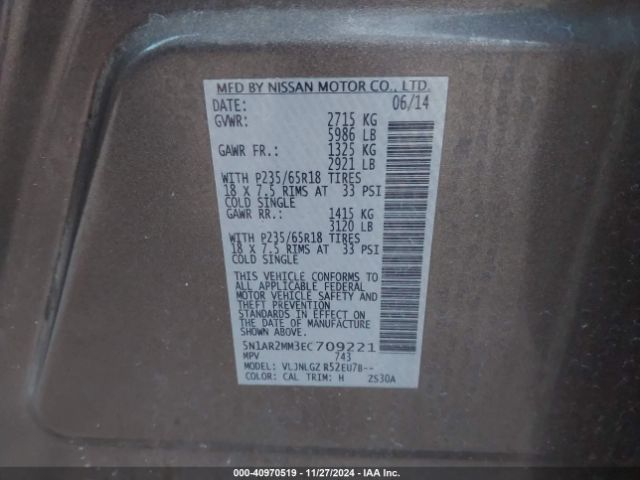 MFD BY NISSAN MOTOR CO., LTD.
DATE: 06/14
GVWR: 2715 KG
5986 LB
GAWR FR.: 1325 KG
2921 LB
WITH P235/65R18 TIRES
18 X 7.5 RIMS AT 33 PSI
COLD SINGLE
GAWR RR.: 1415 KG
3120 LB
WITH P235/65R18 TIRES
18 X 7.5 RIMS AT 33 PSI
COLD SINGLE
THIS VEHICLE CONFORMS TO
ALL APPLICABLE FEDERAL
MOTOR VEHICLE SAFETY AND
THEFT PREVENTION
STANDARDS IN EFFECT ON
THE DATE OF MANUFACTURE
SHOWN ABOVE.
5N1AR2MM3EC709221
MPV 743
MODEL: VLJNLGZ R52EU7B--
COLOR: CAL TRIM: H ZS30A
000-40970519 - 11/27/2024 - IAA Inc.